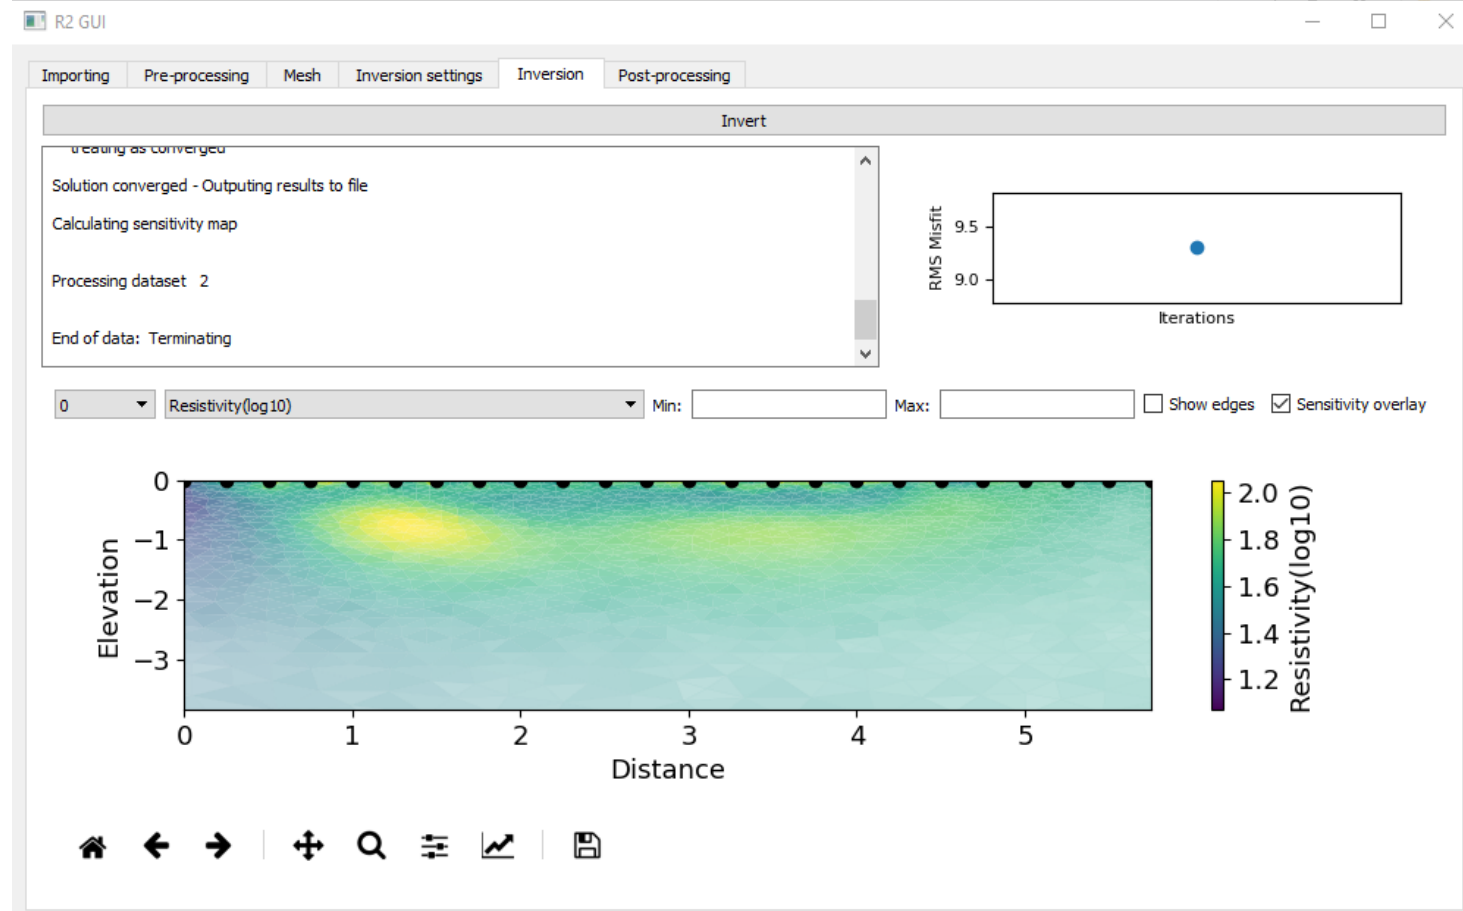 R2 GUI
Importing Pre-processing Mesh Inversion settings Inversion Post-processing
Invert
treating as converged
Solution converged - Outputing results to file
Calculating sensitivity map
Processing dataset 2
End of data: Terminating
RMS Misfit
9.5
9.0
Iterations
0 Resistivity(log10) Min: Max: Show edges Sensitivity overlay
Elevation
0
−1
−2
−3
0 1 2 3 4 5
Distance
2.0
1.8
1.6
1.4
1.2
Resistivity(log10)